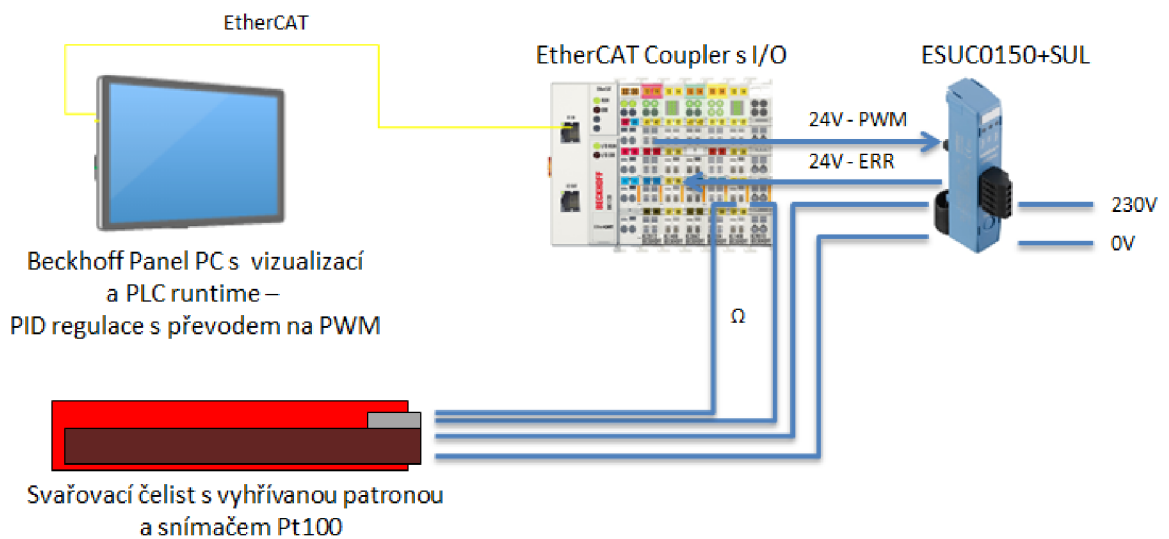 EtherCAT
EtherCAT Coupler s I/O
ESUC0150+SUL
24V - PWM
24V - ERR
230V
0V
BECKHOFF
Beckhoff Panel PC s vizualizací
a PLC runtime –
PID regulace s převodem na PWM
Ω
Svařovací čelist s vyhřívanou patronou
a snímačem Pt100